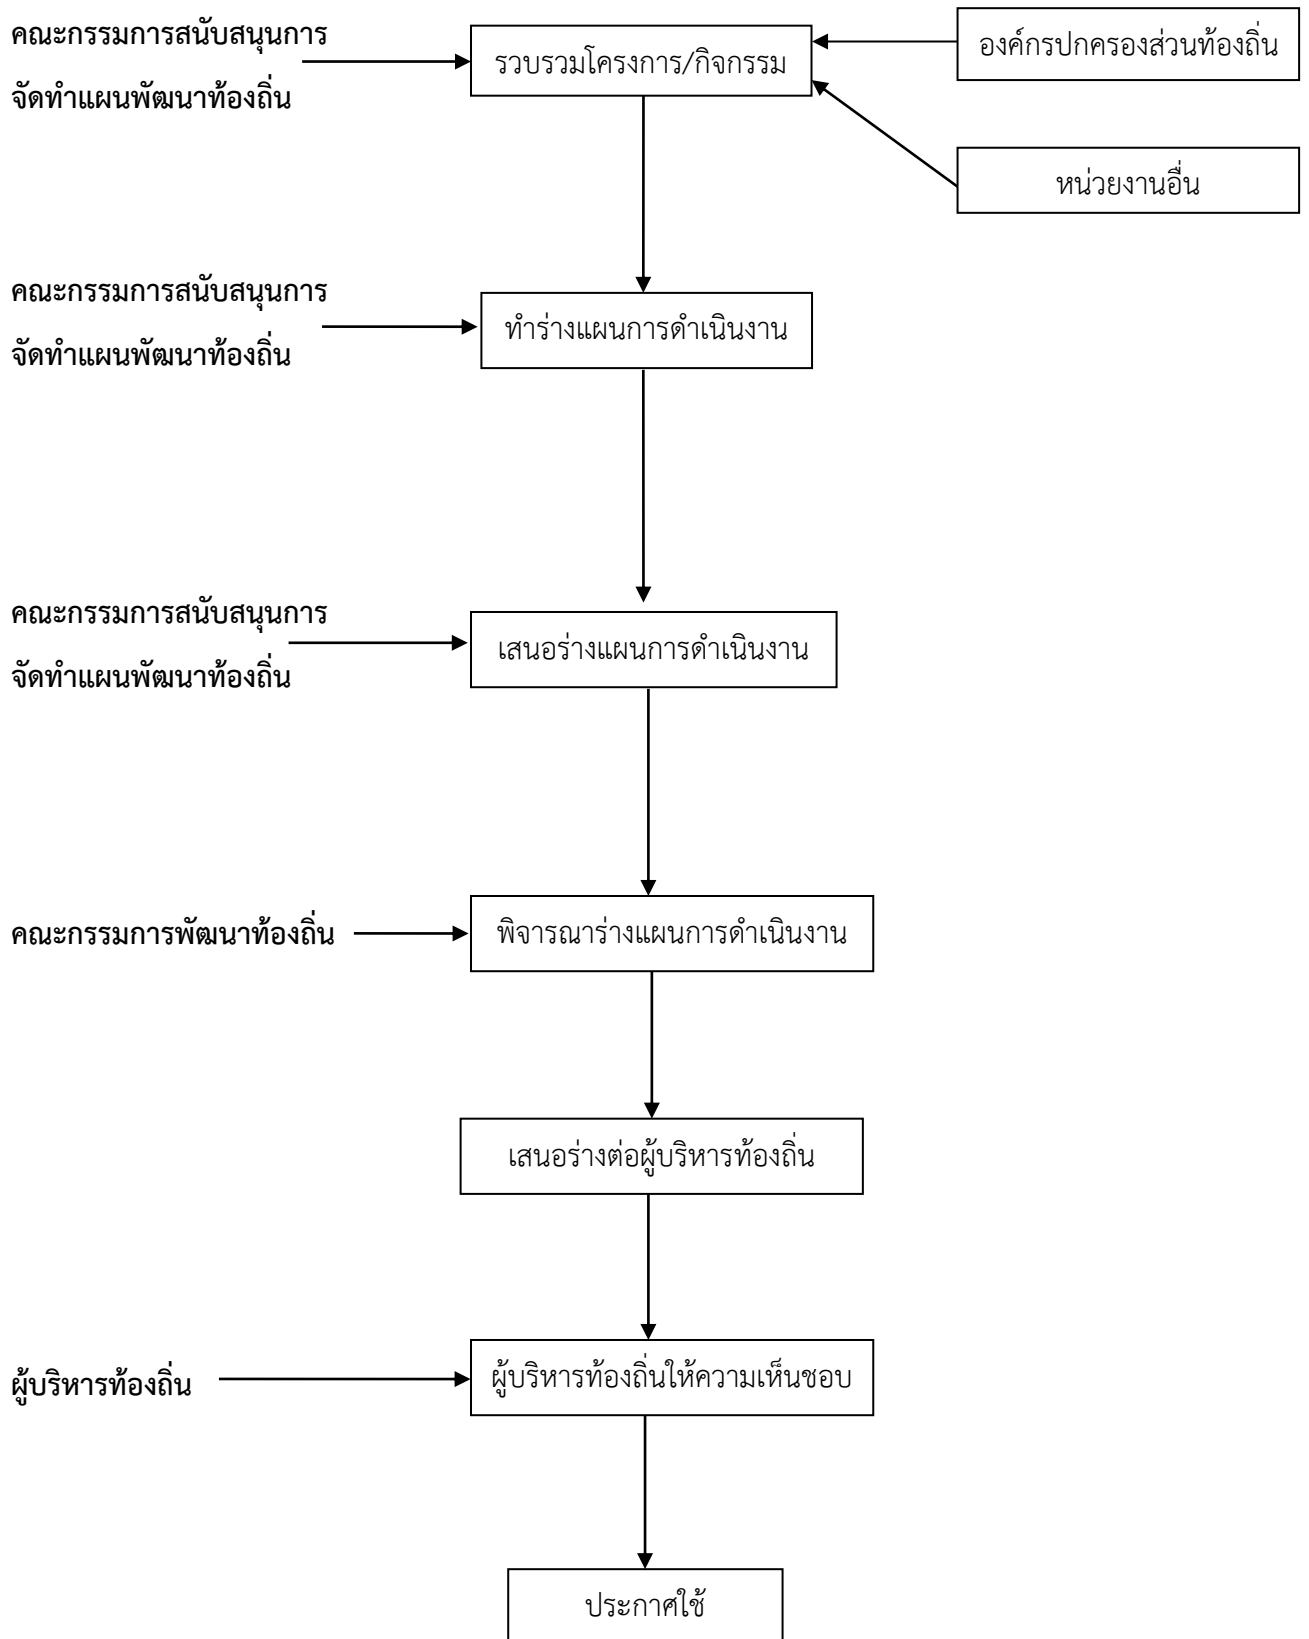 คณะกรรมการสนับสนุนการ
จัดทำแผนพัฒนาท้องถิ่น
รวบรวมโครงการ/กิจกรรม
องค์กรปกครองส่วนท้องถิ่น
หน่วยงานอื่น
คณะกรรมการสนับสนุนการ
จัดทำแผนพัฒนาท้องถิ่น
ทำร่างแผนการดำเนินงาน
คณะกรรมการสนับสนุนการ
จัดทำแผนพัฒนาท้องถิ่น
เสนอร่างแผนการดำเนินงาน
คณะกรรมการพัฒนาท้องถิ่น
พิจารณาร่างแผนการดำเนินงาน
เสนอร่างต่อผู้บริหารท้องถิ่น
ผู้บริหารท้องถิ่น
ผู้บริหารท้องถิ่นให้ความเห็นชอบ
ประกาศใช้